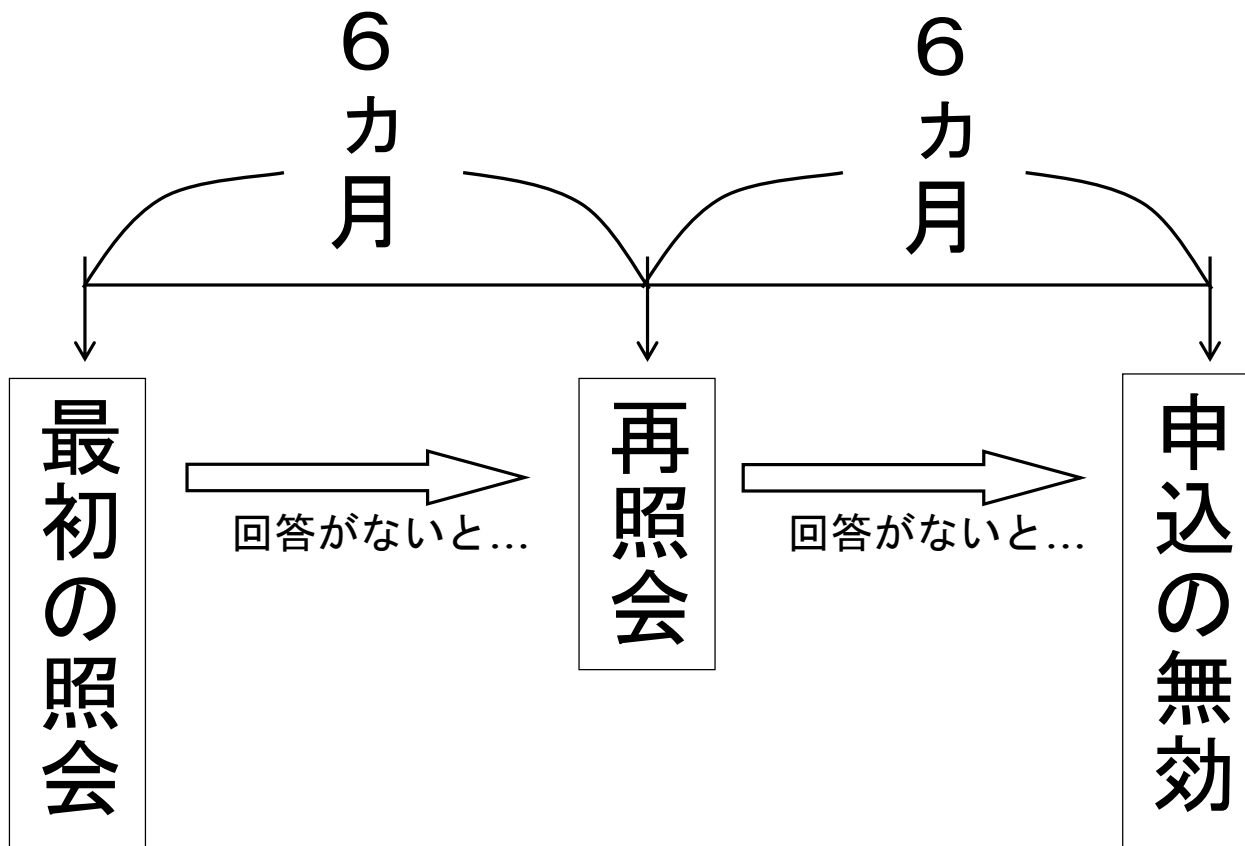 6カ月
6カ月
最初の照会
回答がないと…
再照会
回答がないと…
申込の無効